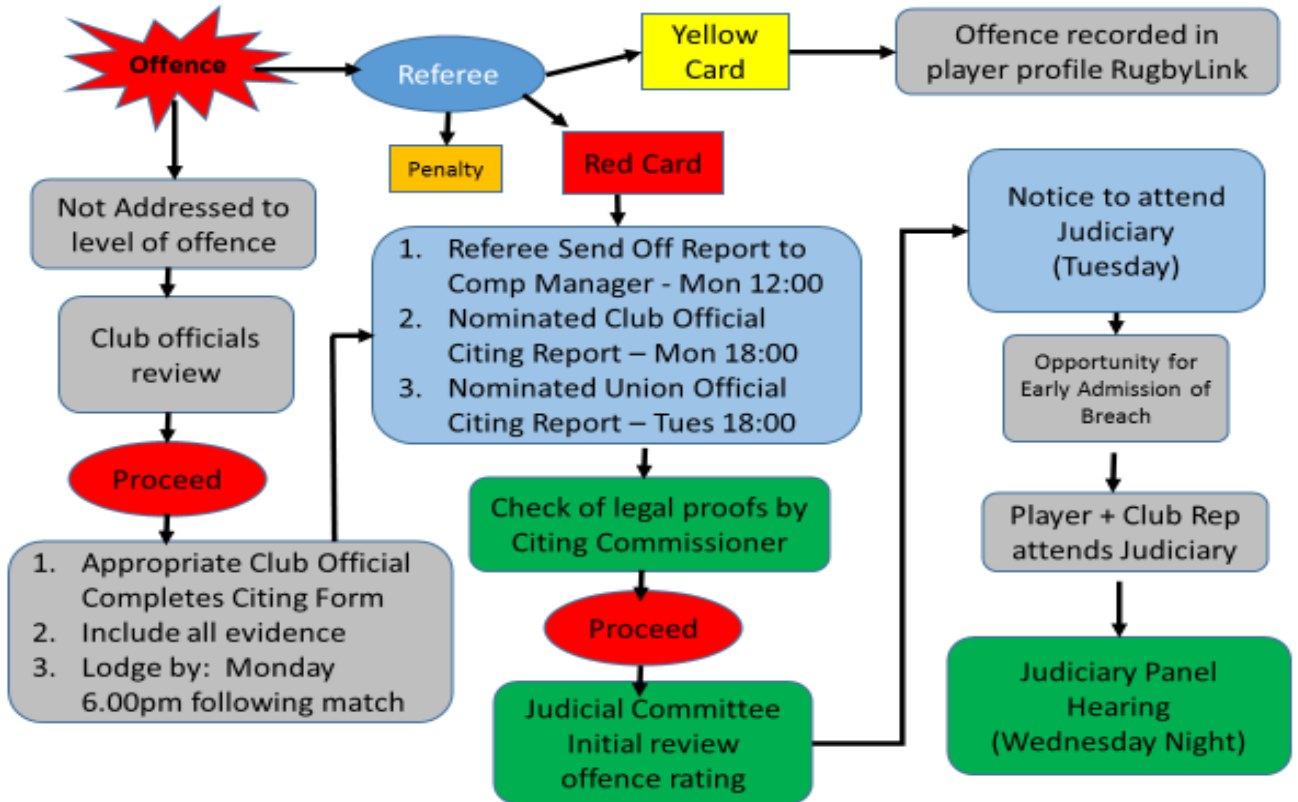 Offence
Referee
Yellow
Card
Offence recorded in
player profile RugbyLink
Penalty
Red Card
Not Addressed to
level of offence
Club officials
review
Proceed
1. Appropriate Club Official
Completes Citing Form
2. Include all evidence
3. Lodge by: Monday
6.00pm following match
1. Referee Send Off Report to
Comp Manager - Mon 12:00
2. Nominated Club Official
Citing Report – Mon 18:00
3. Nominated Union Official
Citing Report – Tues 18:00
Check of legal proofs by
Citing Commissioner
Proceed
Judicial Committee
Initial review
offence rating
Notice to attend
Judiciary
(Tuesday)
Opportunity for
Early Admission of
Breach
Player + Club Rep
attends Judiciary
Judiciary Panel
Hearing
(Wednesday Night)